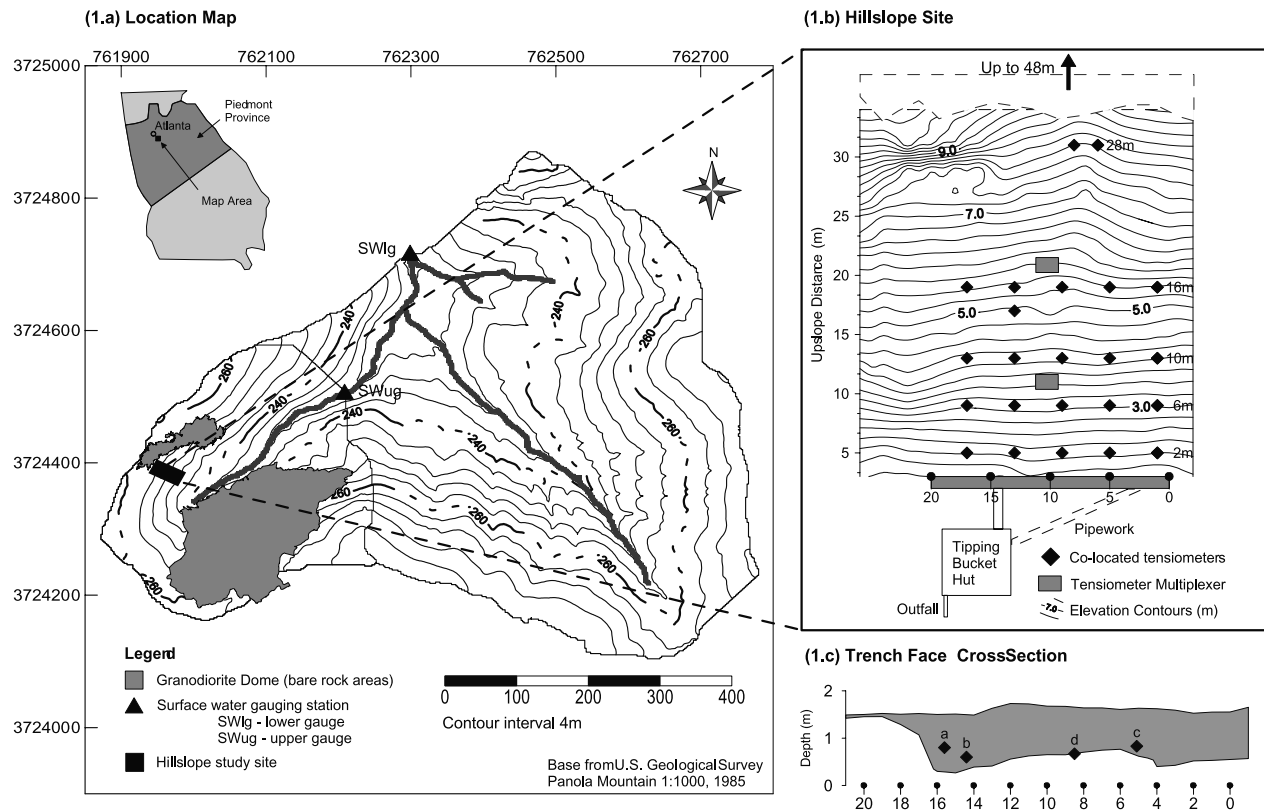 (1.a) Location Map
761900 762100 762300 762500 762700
3725000
3724800
3724600
3724400
3724200
3724000
Piedmont
Province
Atlanta
Map Area
N
SWlg
SWug
240
260
240
240
240
240
260
260
260
260
260
260
Legend
Granodiorite Dome (bare rock areas)
Surface water gauging station
SWlg - lower gauge
SWug - upper gauge
Hillslope study site
0 100 200 300 400
Contour interval 4m
Base from U.S. Geological Survey
Panola Mountain 1:1000, 1985
(1.b) Hillslope Site
Up to 48m
Upslope Distance (m)
30
25
20
15
10
5
9.0
28m
7.0
16m
5.0 5.0
10m
3.0 6m
2m
20 15 10 5 0
Tipping
Bucket
Hut
Outfall
Pipework
Co-located tensiometers
Tensiometer Multiplexer
7.0 Elevation Contours (m)
(1.c) Trench Face CrossSection
Depth (m)
2
1
0
a b d c
20 18 16 14 12 10 8 6 4 2 0